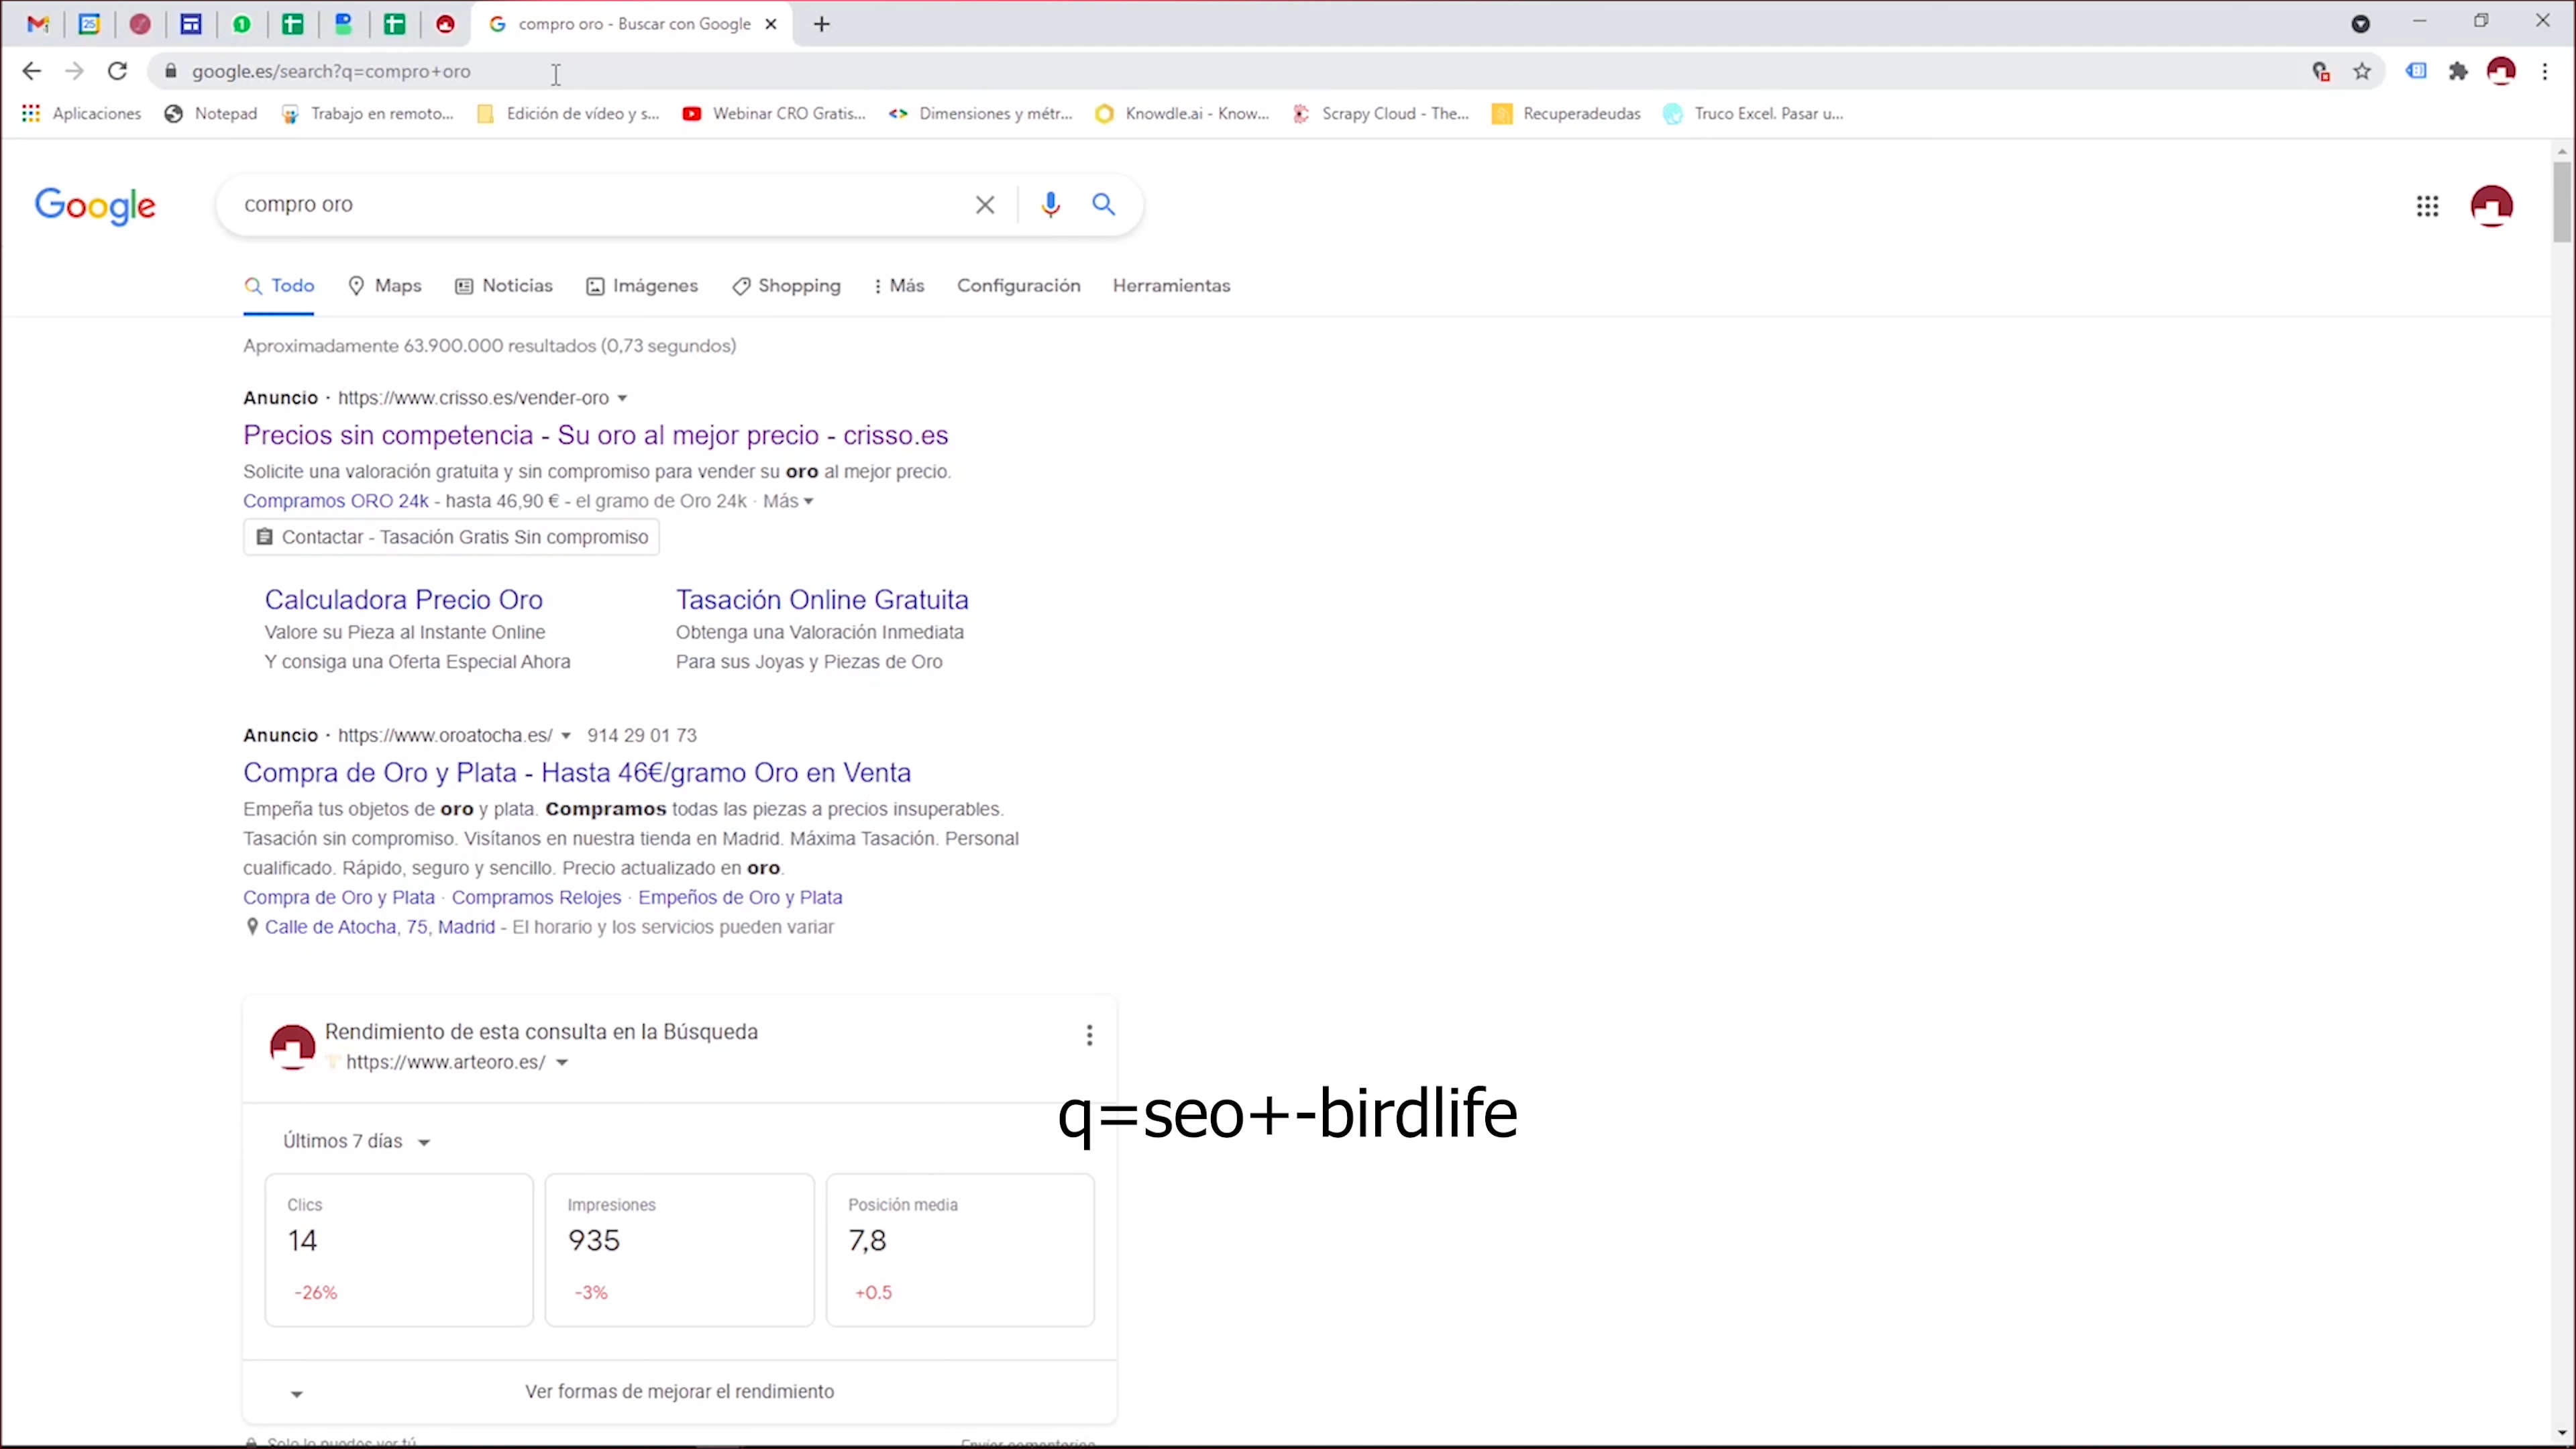 25
1
compro oro - Buscar con Google
google.es/search?q=compro+oro
Aplicaciones
Notepad
Trabajo en remoto...
Edición de vídeo y s...
Webinar CRO Gratis...
Dimensiones y métr...
Knowdle.ai - Know...
Scrapy Cloud - The...
Recuperadeudas
Truco Excel. Pasar u...
Google
compro oro
Todo
Maps
Noticias
Imágenes
Shopping
Más
Configuración
Herramientas
Aproximadamente 63.900.000 resultados (0,73 segundos)
Anuncio · https://www.crisso.es/vender-oro
Precios sin competencia - Su oro al mejor precio - crisso.es
Solicite una valoración gratuita y sin compromiso para vender su oro al mejor precio.
Compramos ORO 24k - hasta 46,90 € - el gramo de Oro 24k · Más
Contactar - Tasación Gratis Sin compromiso
Calculadora Precio Oro
Valore su Pieza al Instante Online
Y consiga una Oferta Especial Ahora
Tasación Online Gratuita
Obtenga una Valoración Inmediata
Para sus Joyas y Piezas de Oro
Anuncio · https://www.oroatocha.es/ 914 29 01 73
Compra de Oro y Plata - Hasta 46€/gramo Oro en Venta
Empeña tus objetos de oro y plata. Compramos todas las piezas a precios insuperables.
Tasación sin compromiso. Visítanos en nuestra tienda en Madrid. Máxima Tasación. Personal
cualificado. Rápido, seguro y sencillo. Precio actualizado en oro.
Compra de Oro y Plata · Compramos Relojes · Empeños de Oro y Plata
Calle de Atocha, 75, Madrid - El horario y los servicios pueden variar
Rendimiento de esta consulta en la Búsqueda
https://www.arteoro.es/
q=seo+-birdlife
Últimos 7 días
Clics
14
-26%
Impresiones
935
-3%
Posición media
7,8
+0.5
Ver formas de mejorar el rendimiento
Solo lo puedes ver tú
Enviar comentarios